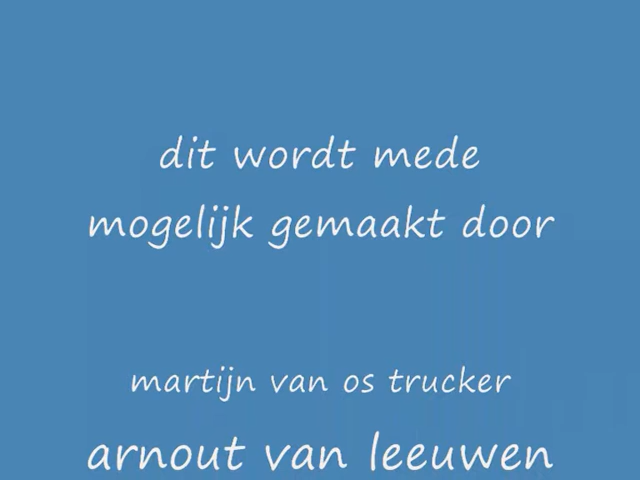 dit wordt mede
mogelijk gemaakt door
martijn van os trucker
arnout van leeuwen